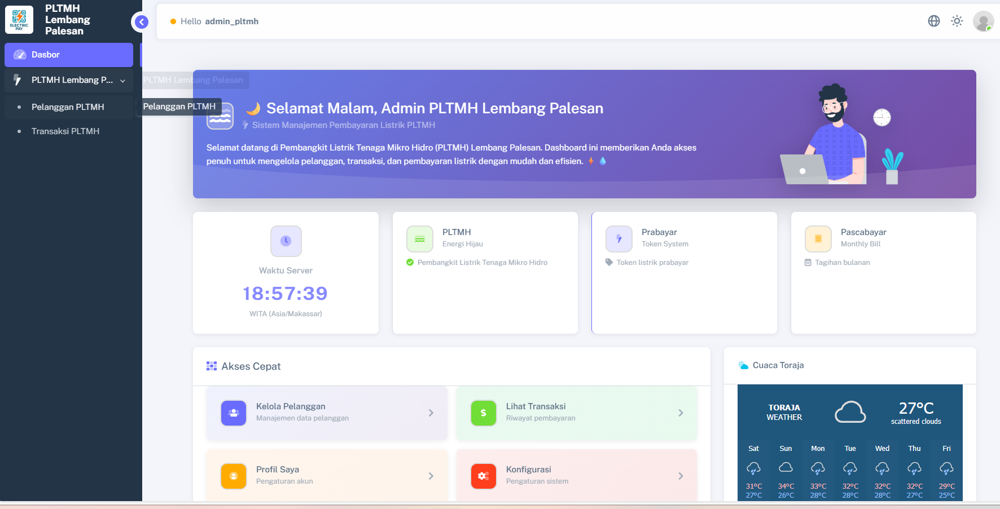 ELECTRIC
PAY
PLTMH
Lembang
Palesan
Dasbor
PLTMH Lembang P...
Pelanggan PLTMH
Transaksi PLTMH
Hello admin_pltmh
PLTMH Lembang Palesan
Pelanggan PLTMH
🌙 Selamat Malam, Admin PLTMH Lembang Palesan
Sistem Manajemen Pembayaran Listrik PLTMH
Selamat datang di Pembangkit Listrik Tenaga Mikro Hidro (PLTMH) Lembang Palesan. Dashboard ini memberikan Anda akses
penuh untuk mengelola pelanggan, transaksi, dan pembayaran listrik dengan mudah dan efisien. ⚡ 💧
Waktu Server
18:57:39
WITA (Asia/Makassar)
PLTMH
Energi Hijau
Pembangkit Listrik Tenaga Mikro Hidro
Prabayar
Token System
Token listrik prabayar
Pascabayar
Monthly Bill
Tagihan bulanan
Akses Cepat
Kelola Pelanggan
Manajemen data pelanggan
Lihat Transaksi
Riwayat pembayaran
Profil Saya
Pengaturan akun
Konfigurasi
Pengaturan sistem
Cuaca Toraja
TORAJA
WEATHER
27°C
scattered clouds
Sat Sun Mon Tue Wed Thu Fri
31°C 34°C 33°C 32°C 32°C 32°C 29°C
27°C 26°C 28°C 28°C 28°C 27°C 25°C